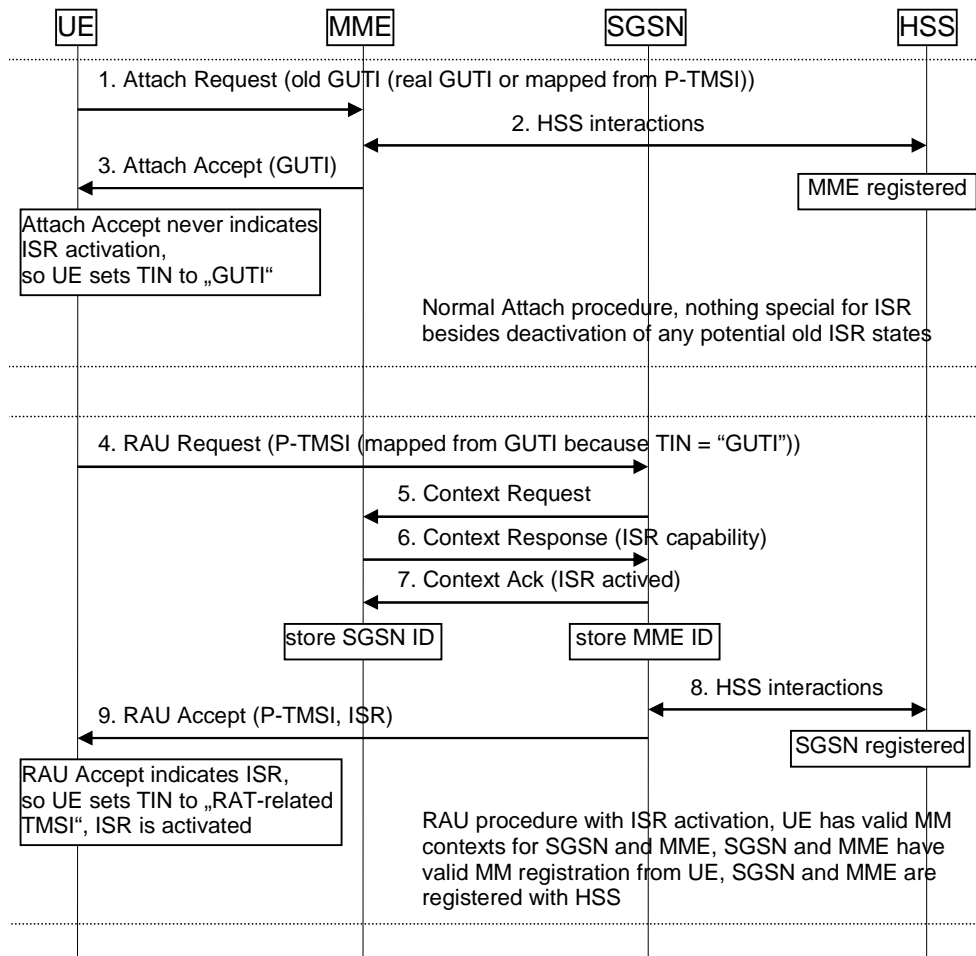 UE
MME
SGSN
HSS
1. Attach Request (old GUTI (real GUTI or mapped from P-TMSI))
2. HSS interactions
3. Attach Accept (GUTI)
MME registered
Attach Accept never indicates
ISR activation,
so UE sets TIN to „GUTI“
Normal Attach procedure, nothing special for ISR
besides deactivation of any potential old ISR states
4. RAU Request (P-TMSI (mapped from GUTI because TIN = “GUTI”))
5. Context Request
6. Context Response (ISR capability)
7. Context Ack (ISR actived)
store SGSN ID
store MME ID
8. HSS interactions
9. RAU Accept (P-TMSI, ISR)
SGSN registered
RAU Accept indicates ISR,
so UE sets TIN to „RAT-related
TMSI“, ISR is activated
RAU procedure with ISR activation, UE has valid MM
contexts for SGSN and MME, SGSN and MME have
valid MM registration from UE, SGSN and MME are
registered with HSS